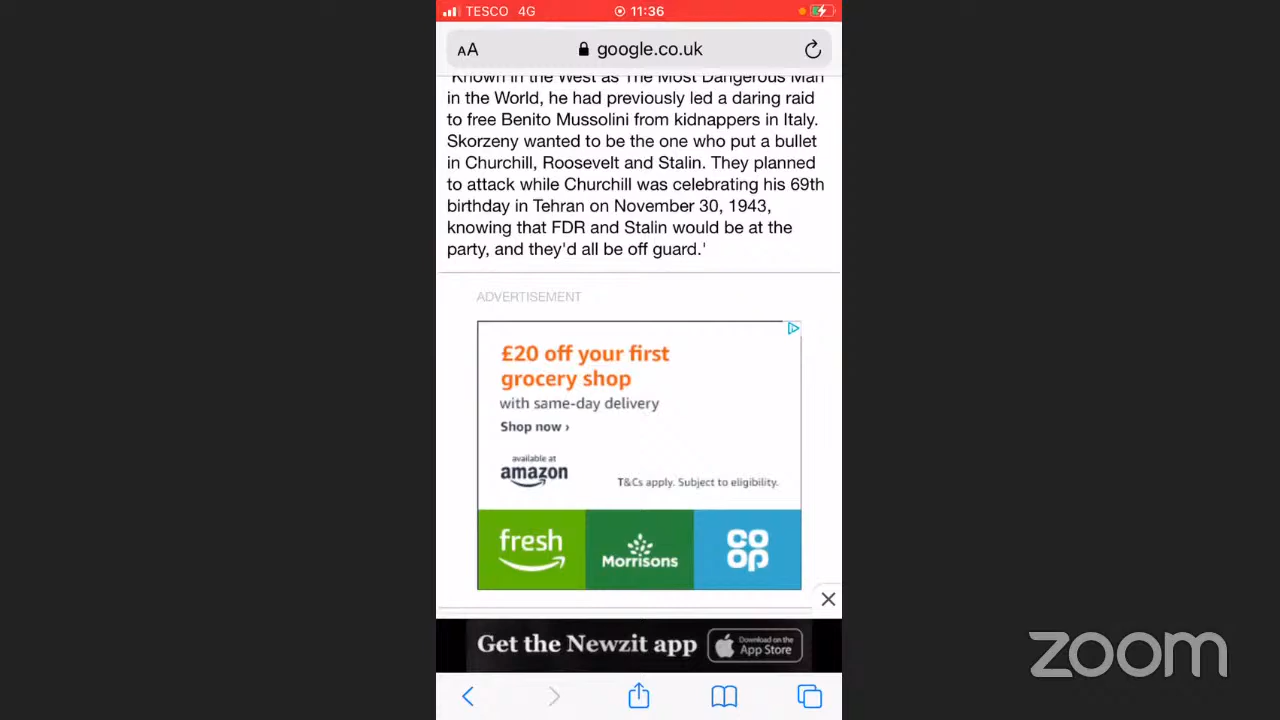 TESCO 4G 11:36
AA google.co.uk
'Known in the West as The Most Dangerous Man
in the World, he had previously led a daring raid
to free Benito Mussolini from kidnappers in Italy.
Skorzeny wanted to be the one who put a bullet
in Churchill, Roosevelt and Stalin. They planned
to attack while Churchill was celebrating his 69th
birthday in Tehran on November 30, 1943,
knowing that FDR and Stalin would be at the
party, and they'd all be off guard.'
ADVERTISEMENT
£20 off your first
grocery shop
with same-day delivery
Shop now ›
available at
amazon
T&Cs apply. Subject to eligibility.
fresh
Morrisons
CO
OP
Get the Newzit app
Download on the
App Store
zoom